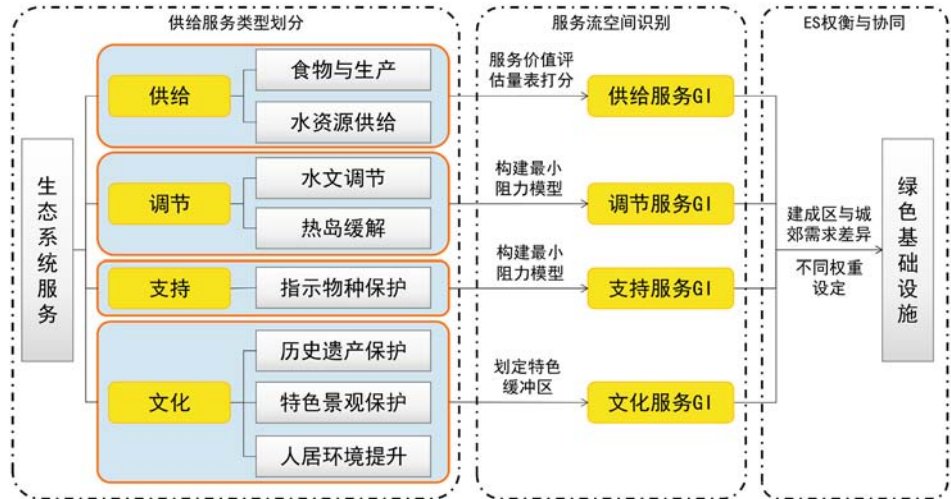 供给服务类型划分
服务流空间识别
ES权衡与协同
生态系统服务
供给
食物与生产
水资源供给
调节
水文调节
热岛缓解
支持
指示物种保护
文化
历史遗产保护
特色景观保护
人居环境提升
服务价值评
估量表打分
供给服务GI
构建最小
阻力模型
调节服务GI
构建最小
阻力模型
支持服务GI
划定特色
缓冲区
文化服务GI
建成区与城
郊需求差异
不同权重
设定
绿色基础设施